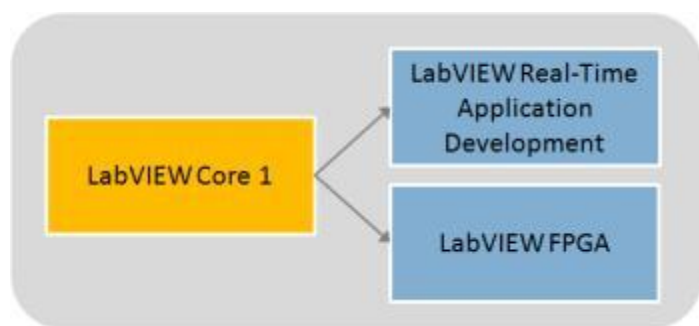 LabVIEW Core 1
LabVIEW Real-Time
Application
Development
LabVIEW FPGA